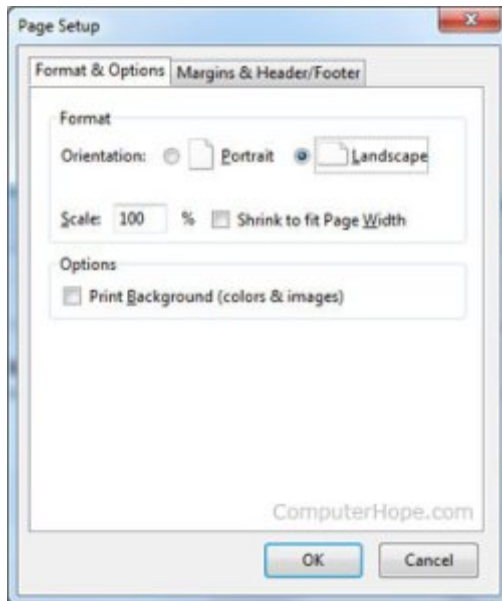 Page Setup
Format & Options Margins & Header/Footer
Format
Orientation: Portrait Landscape
Scale: 100 % Shrink to fit Page Width
Options
Print Background (colors & images)
ComputerHope.com
OK Cancel